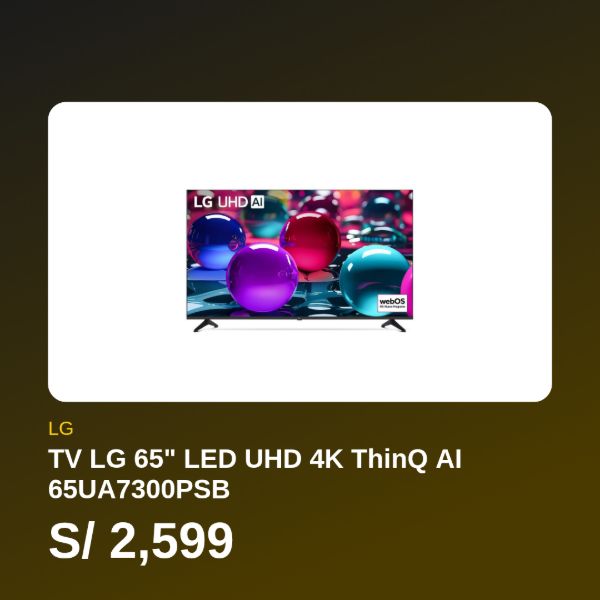 LG UHD AI
webOS
LG
TV LG 65" LED UHD 4K ThinQ AI
65UA7300PSB
S/ 2,599